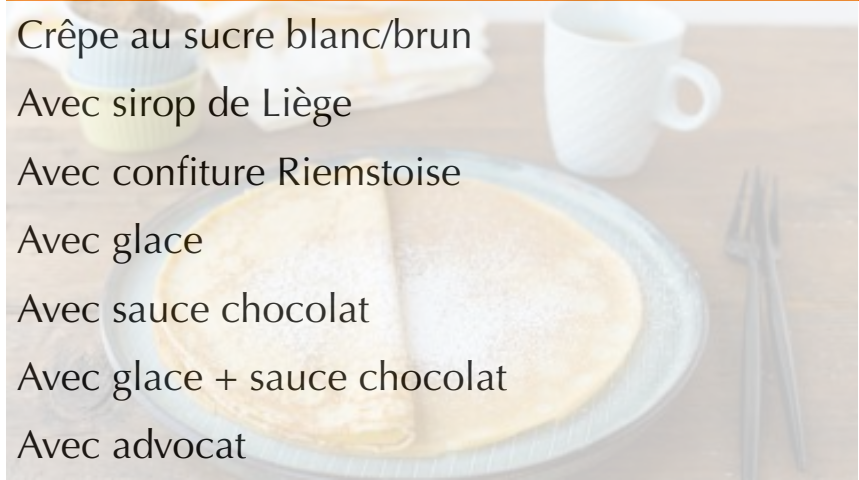 Crêpe au sucre blanc/brun
Avec sirop de Liège
Avec confiture Riemstoise
Avec glace
Avec sauce chocolat
Avec glace + sauce chocolat
Avec advocat